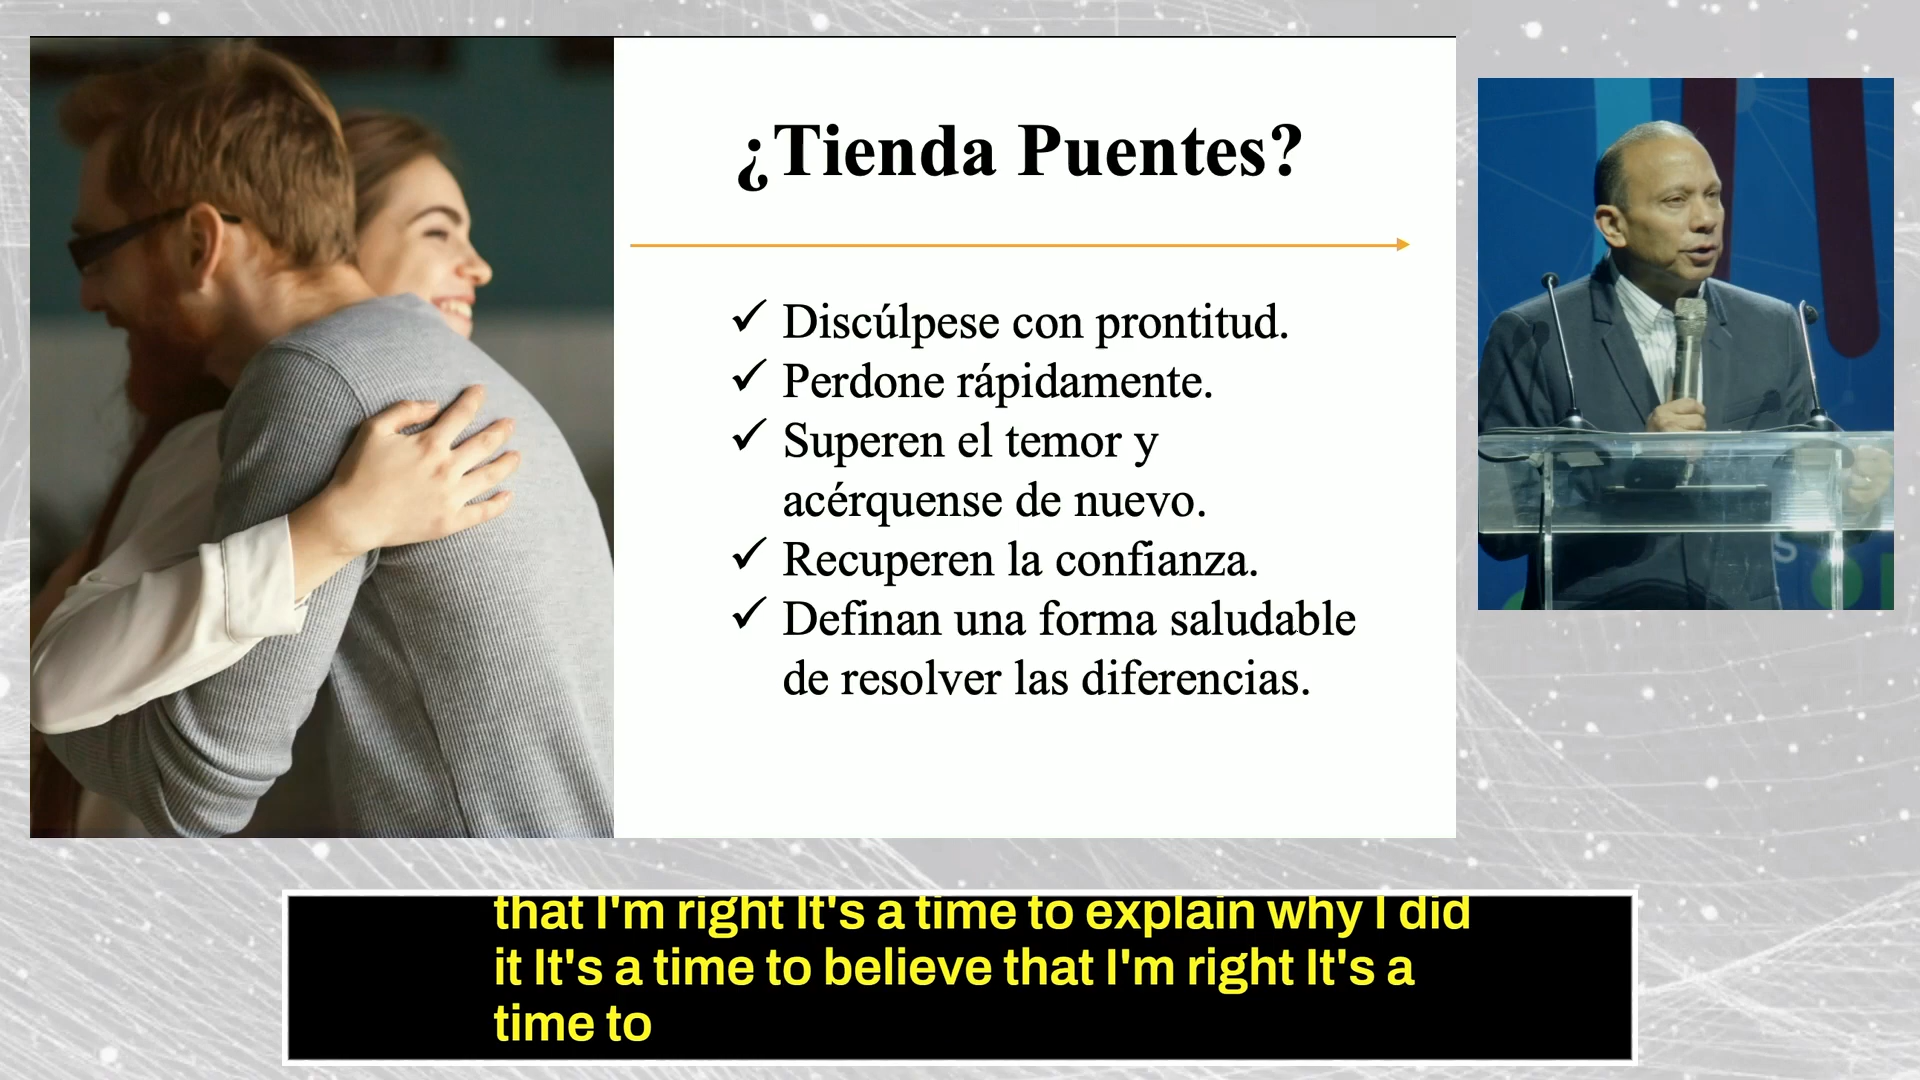 ¿Tienda Puentes?
✓ Discúlpese con prontitud.
✓ Perdone rápidamente.
✓ Superen el temor y
acérquense de nuevo.
✓ Recuperen la confianza.
✓ Definan una forma saludable
de resolver las diferencias.
that I'm right It's a time to explain why I did
it It's a time to believe that I'm right It's a
time to